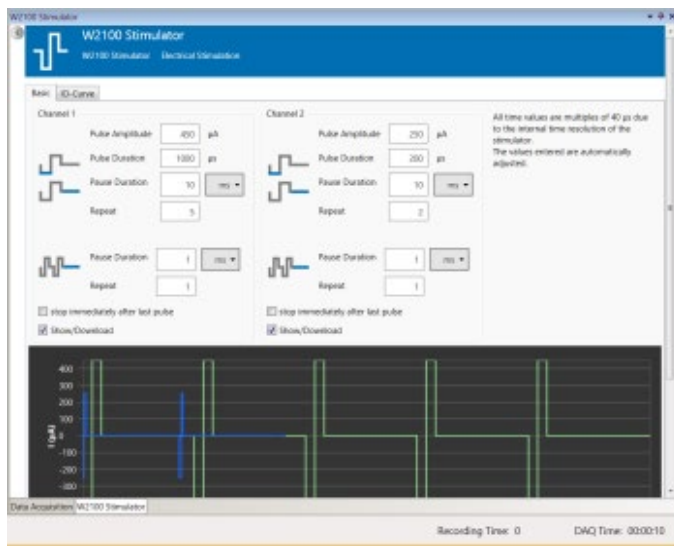 W2100 Stimulator
W2100 Stimulator
W2100 Stimulator Electrical Stimulation
Basic IO-Curve
Channel 1
Pulse Amplitude 450 µA
Pulse Duration 1000 µs
Pause Duration 10 ms
Repeat 5
Pause Duration 1 ms
Repeat 1
stop immediately after last pulse
Show/Download
Channel 2
Pulse Amplitude 250 µA
Pulse Duration 200 µs
Pause Duration 10 ms
Repeat 2
Pause Duration 1 ms
Repeat 1
stop immediately after last pulse
Show/Download
All time values are multiples of 40 µs due
to the internal time resolution of the
stimulator.
The values entered are automatically
adjusted.
400
300
200
100
0
-100
-200
-300
I (µA)
Data Acquisition W2100 Stimulator
Recording Time: 0 DAQ Time: 00:00:10